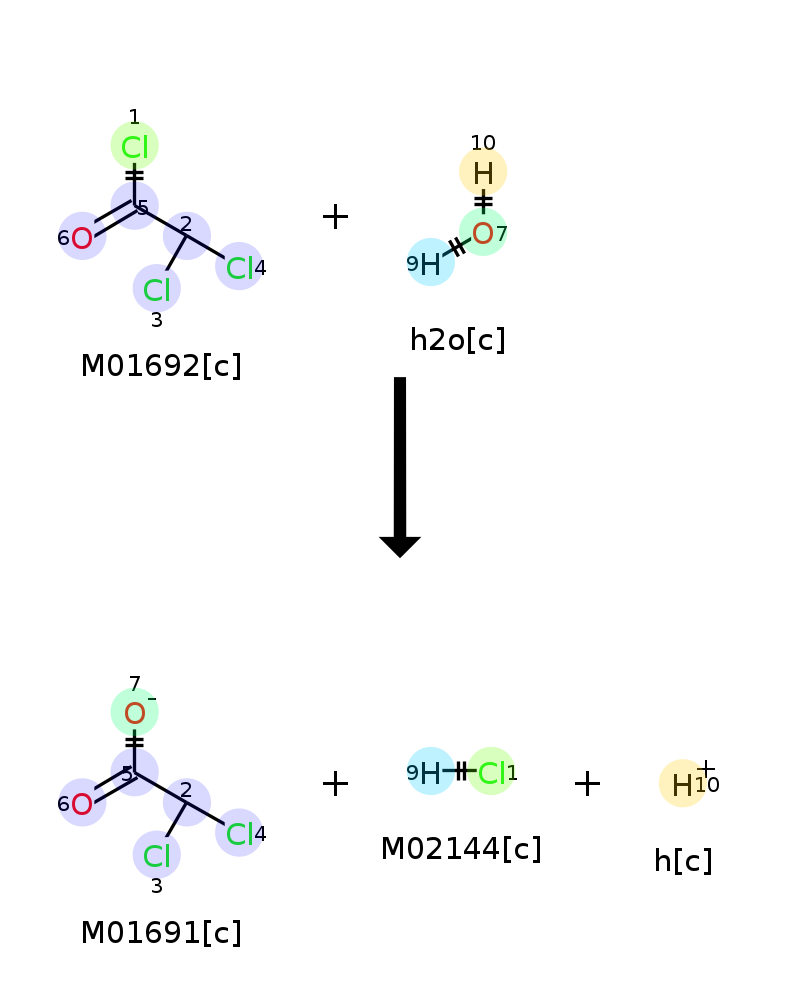 1
Cl
5
2
6O
Cl4
Cl
3
M01692[c]
+
10
H
O7
9H
h2o[c]
7
O-
5
2
6O
Cl4
Cl
3
M01691[c]
+
9H Cl1
M02144[c]
+
H+
10
h[c]